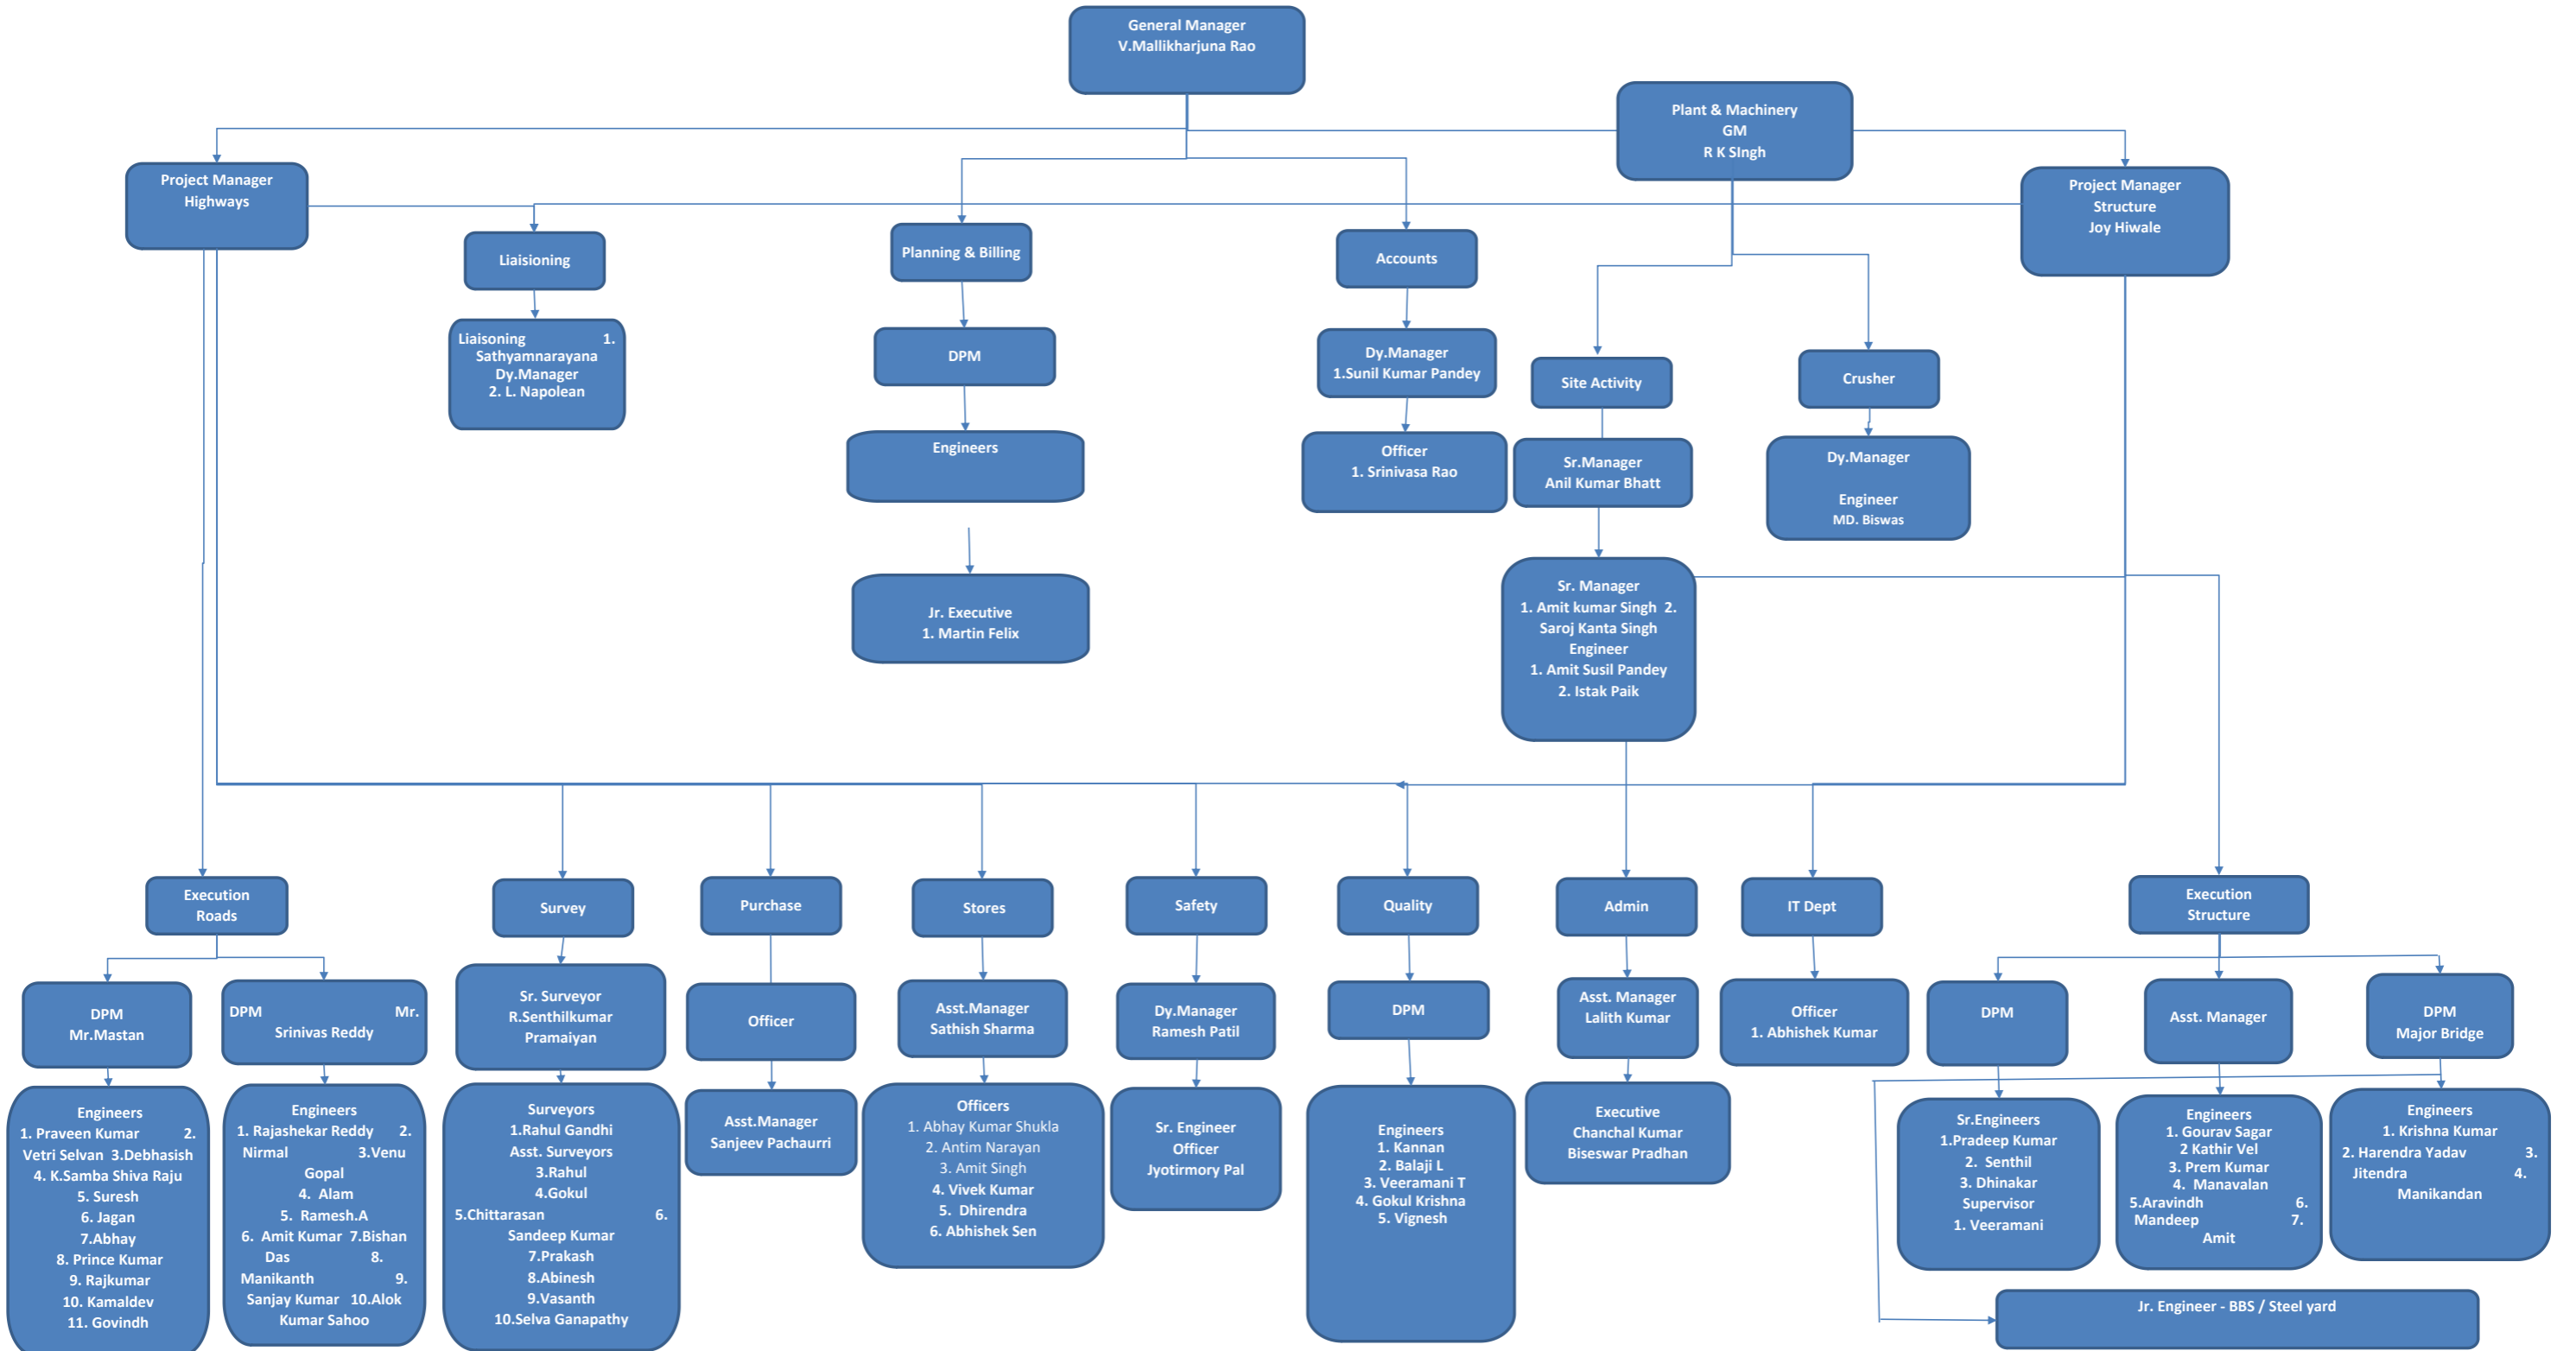 General Manager
V.Mallikharjuna Rao
Plant & Machinery
GM
R K SIngh
Project Manager
Highways
Project Manager
Structure
Joy Hiwale
Liaisioning
Planning & Billing
Accounts
Liaisoning 1.
Sathyamnarayana
Dy.Manager
2. L. Napolean
DPM
Dy.Manager
1.Sunil Kumar Pandey
Site Activity
Crusher
Engineers
Officer
1. Srinivasa Rao
Sr.Manager
Anil Kumar Bhatt
Dy.Manager
Engineer
MD. Biswas
Jr. Executive
1. Martin Felix
Sr. Manager
1. Amit kumar Singh 2.
Saroj Kanta Singh
Engineer
1. Amit Susil Pandey
2. Istak Paik
Execution
Roads
Survey
Purchase
Stores
Safety
Quality
Admin
IT Dept
Execution
Structure
DPM
Mr.Mastan
DPM Mr.
Srinivas Reddy
Sr. Surveyor
R.Senthilkumar
Pramaiyan
Officer
Asst.Manager
Sathish Sharma
Dy.Manager
Ramesh Patil
DPM
Asst. Manager
Lalith Kumar
Officer
1. Abhishek Kumar
DPM
Asst. Manager
DPM
Major Bridge
Engineers
1. Praveen Kumar 2.
Vetri Selvan 3.Debhasish
4. K.Samba Shiva Raju
5. Suresh
6. Jagan
7.Abhay
8. Prince Kumar
9. Rajkumar
10. Kamaldev
11. Govindh
Engineers
1. Rajashekar Reddy 2.
Nirmal 3.Venu
Gopal
4. Alam
5. Ramesh.A
6. Amit Kumar 7.Bishan
Das 8.
Manikanth 9.
Sanjay Kumar 10.Alok
Kumar Sahoo
Surveyors
1.Rahul Gandhi
Asst. Surveyors
3.Rahul
4.Gokul
5.Chittarasan 6.
Sandeep Kumar
7.Prakash
8.Abinesh
9.Vasanth
10.Selva Ganapathy
Asst.Manager
Sanjeev Pachaurri
Officers
1. Abhay Kumar Shukla
2. Antim Narayan
3. Amit Singh
4. Vivek Kumar
5. Dhirendra
6. Abhishek Sen
Sr. Engineer
Officer
Jyotirmory Pal
Engineers
1. Kannan
2. Balaji L
3. Veeramani T
4. Gokul Krishna
5. Vignesh
Executive
Chanchal Kumar
Biseswar Pradhan
Sr.Engineers
1.Pradeep Kumar
2. Senthil
3. Dhinakar
Supervisor
1. Veeramani
Engineers
1. Gourav Sagar
2 Kathir Vel
3. Prem Kumar
4. Manavalan
5.Aravindh 6.
Mandeep 7.
Amit
Engineers
1. Krishna Kumar
2. Harendra Yadav 3.
Jitendra 4.
Manikandan
Jr. Engineer - BBS / Steel yard